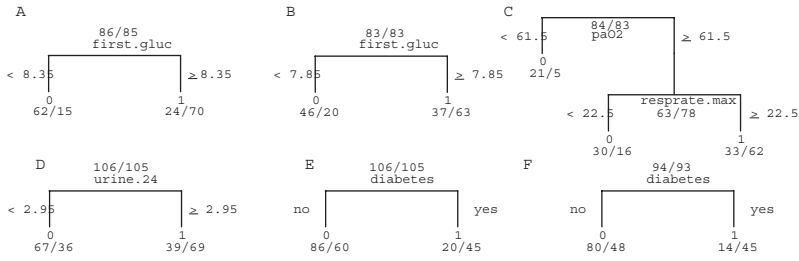 A
86/85
first.gluc
< 8.35
≥ 8.35
0
62/15
1
24/70
B
83/83
first.gluc
< 7.85
≥ 7.85
0
46/20
1
37/63
C
84/83
paO2
< 61.5
≥ 61.5
0
21/5
resprate.max
63/78
< 22.5
≥ 22.5
0
30/16
1
33/62
D
106/105
urine.24
< 2.95
≥ 2.95
0
67/36
1
39/69
E
106/105
diabetes
no
yes
0
86/60
1
20/45
F
94/93
diabetes
no
yes
0
80/48
1
14/45